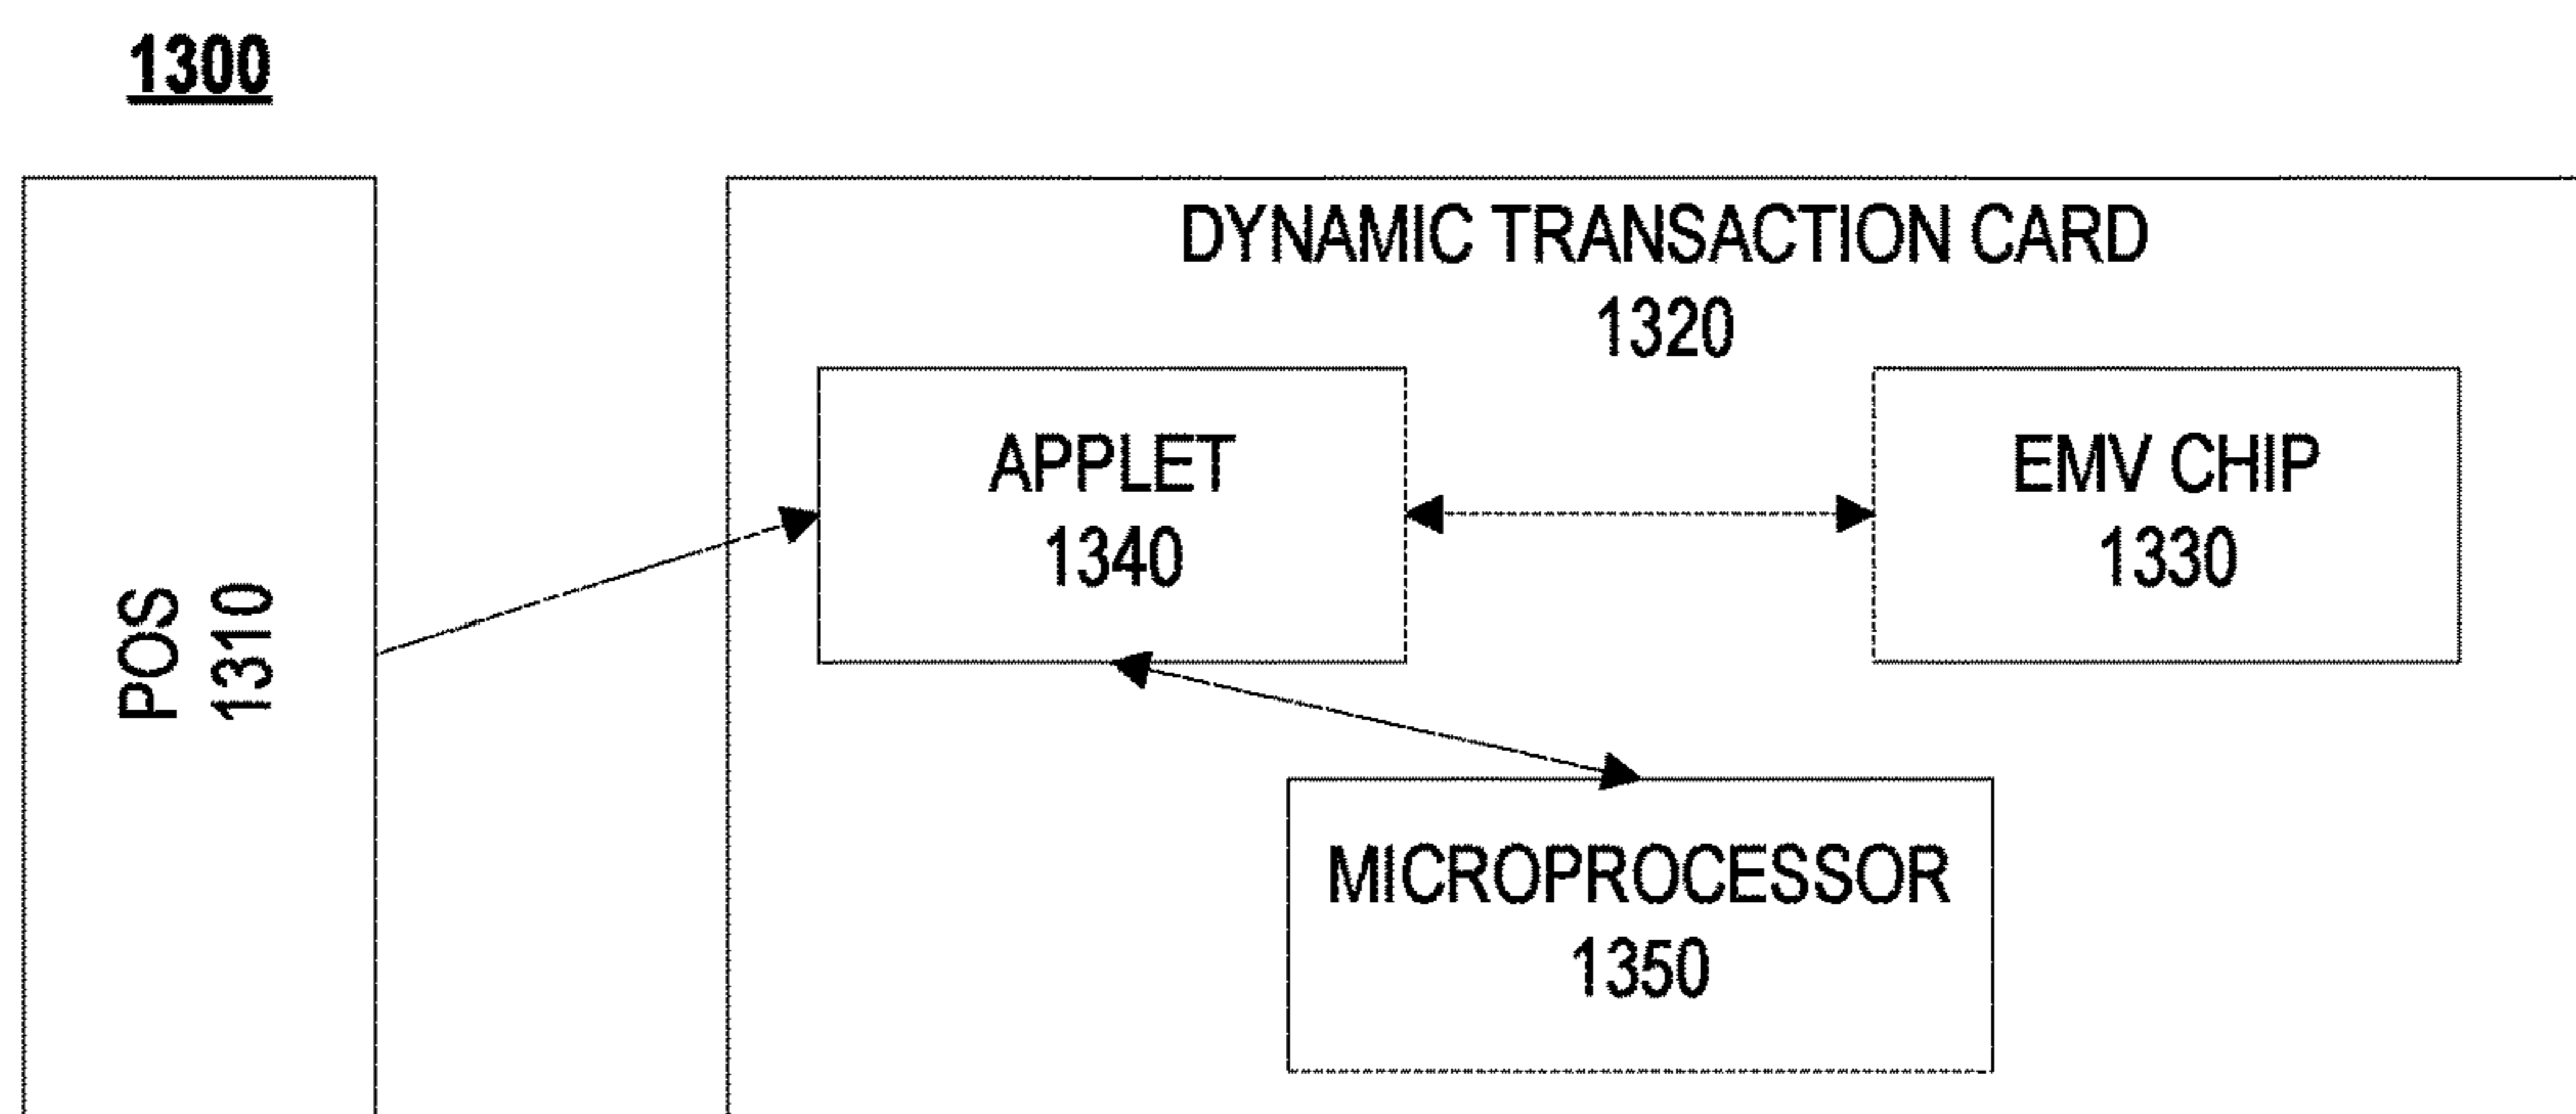 1300
POS
1310
DYNAMIC TRANSACTION CARD
1320
APPLET
1340
EMV CHIP
1330
MICROPROCESSOR
1350